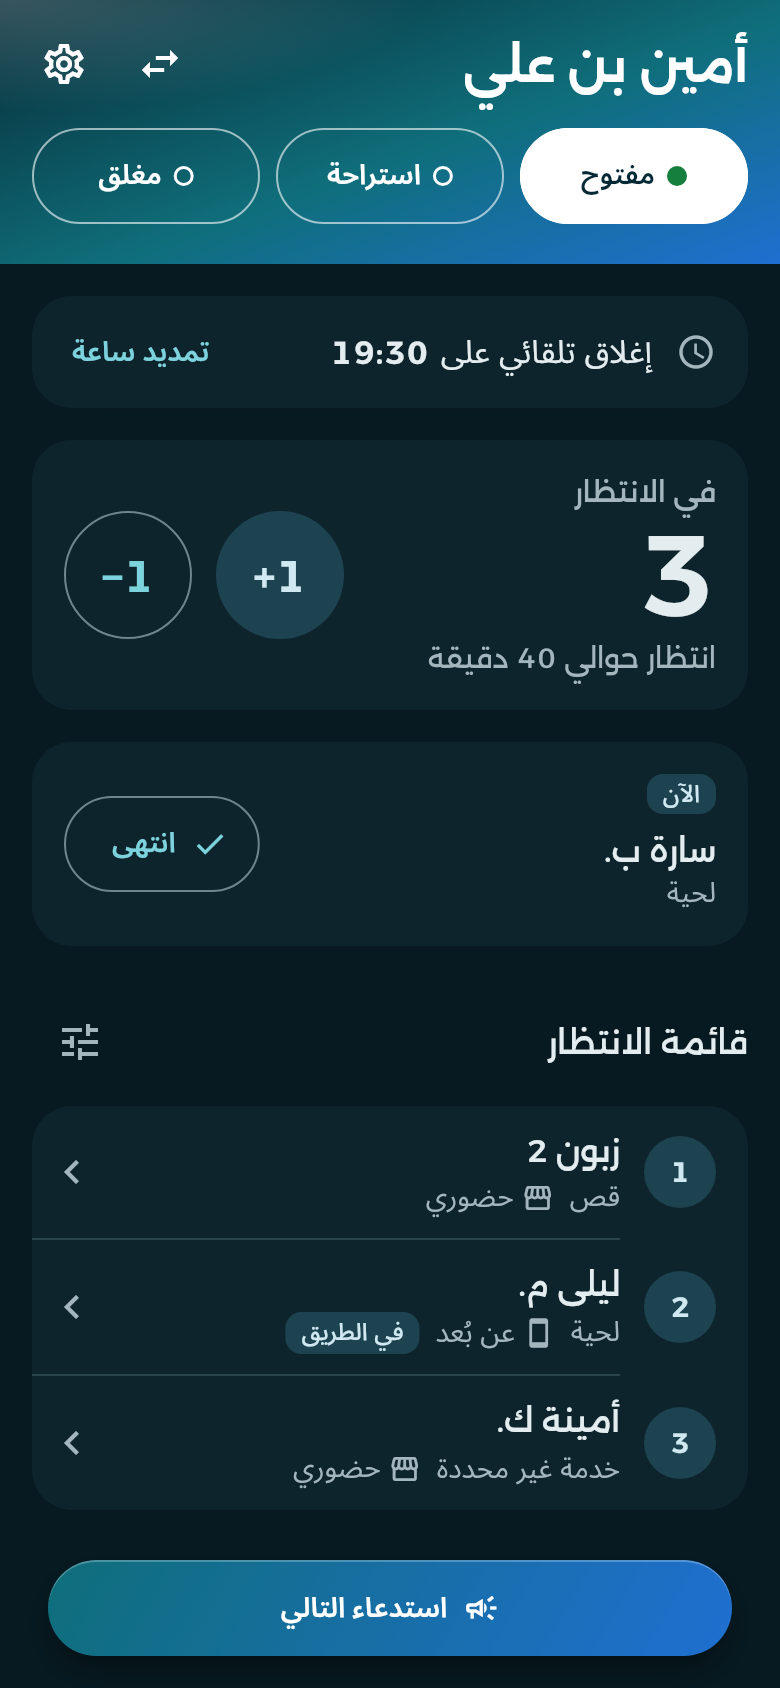 أمين بن علي
مفتوح
استراحة
مغلق
إغلاق تلقائي على 19:30
تمديد ساعة
في الانتظار
3
انتظار حوالي 40 دقيقة
+1
−1
الآن
سارة ب.
لحية
انتهى
قائمة الانتظار
1
زبون 2
قص حضوري
2
ليلى م.
لحية عن بُعد في الطريق
3
أمينة ك.
خدمة غير محددة حضوري
استدعاء التالي